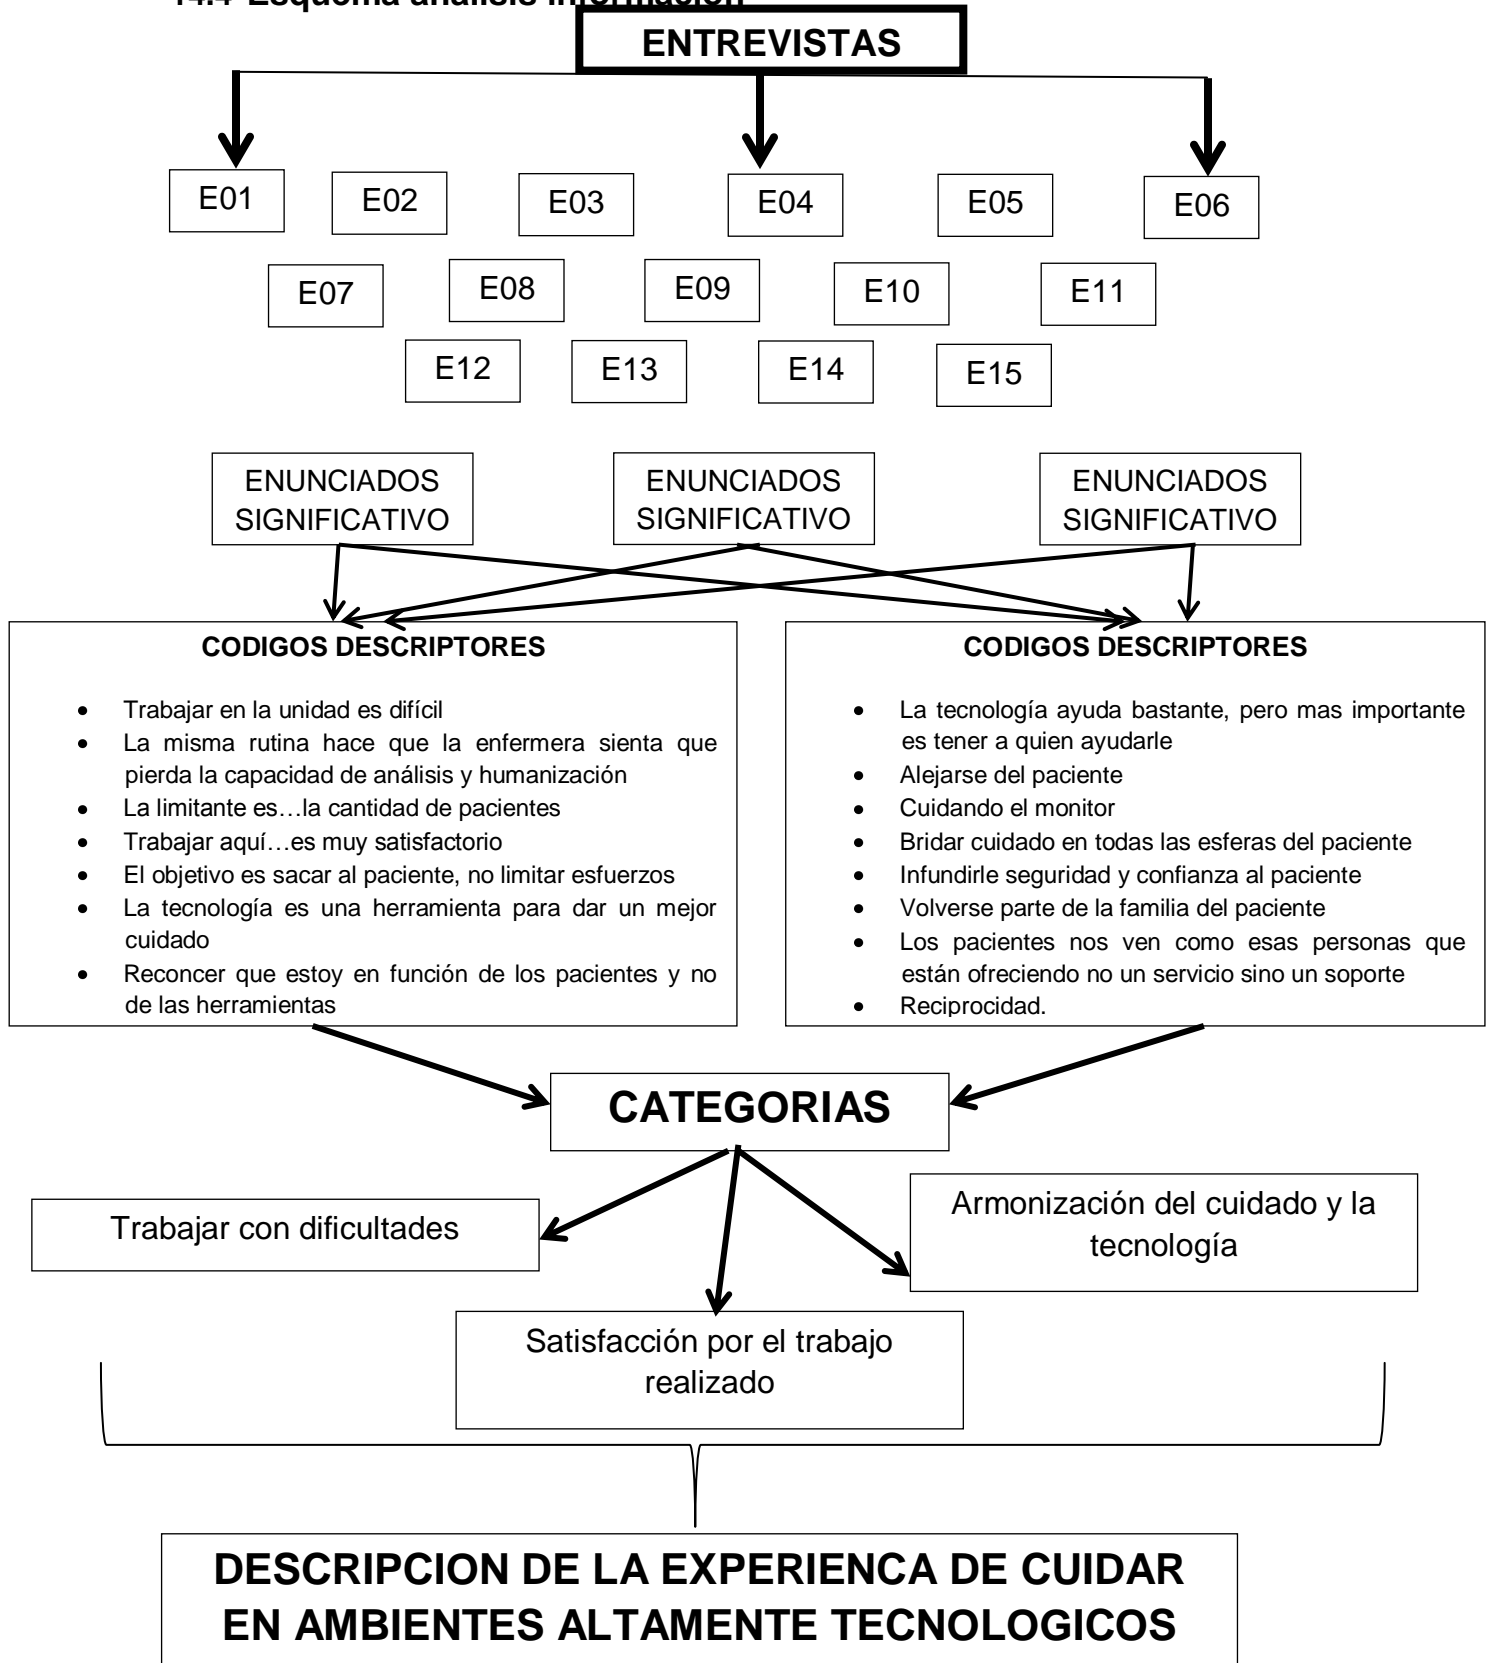 14.4 Esquema análisis información
ENTREVISTAS
E01 E02 E03 E04 E05 E06
E07 E08 E09 E10 E11
E12 E13 E14 E15
ENUNCIADOS
SIGNIFICATIVO
ENUNCIADOS
SIGNIFICATIVO
ENUNCIADOS
SIGNIFICATIVO
CODIGOS DESCRIPTORES
• Trabajar en la unidad es difícil
• La misma rutina hace que la enfermera sienta que
pierda la capacidad de análisis y humanización
• La limitante es…la cantidad de pacientes
• Trabajar aquí…es muy satisfactorio
• El objetivo es sacar al paciente, no limitar esfuerzos
• La tecnología es una herramienta para dar un mejor
cuidado
• Reconcer que estoy en función de los pacientes y no
de las herramientas
CODIGOS DESCRIPTORES
• La tecnología ayuda bastante, pero mas importante
es tener a quien ayudarle
• Alejarse del paciente
• Cuidando el monitor
• Bridar cuidado en todas las esferas del paciente
• Infundirle seguridad y confianza al paciente
• Volverse parte de la familia del paciente
• Los pacientes nos ven como esas personas que
están ofreciendo no un servicio sino un soporte
• Reciprocidad.
CATEGORIAS
Trabajar con dificultades
Armonización del cuidado y la
tecnología
Satisfacción por el trabajo
realizado
DESCRIPCION DE LA EXPERIENCA DE CUIDAR
EN AMBIENTES ALTAMENTE TECNOLOGICOS